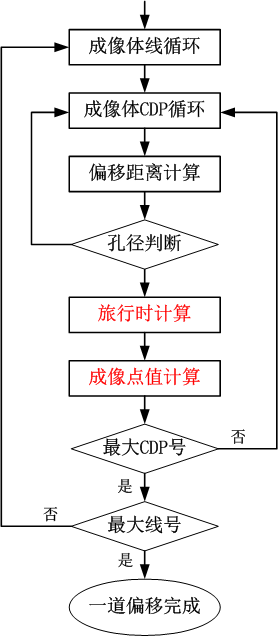 成像体线循环
成像体CDP循环
偏移距离计算
孔径判断
旅行时计算
成像点值计算
最大CDP号
否
是
最大线号
否
是
一道偏移完成